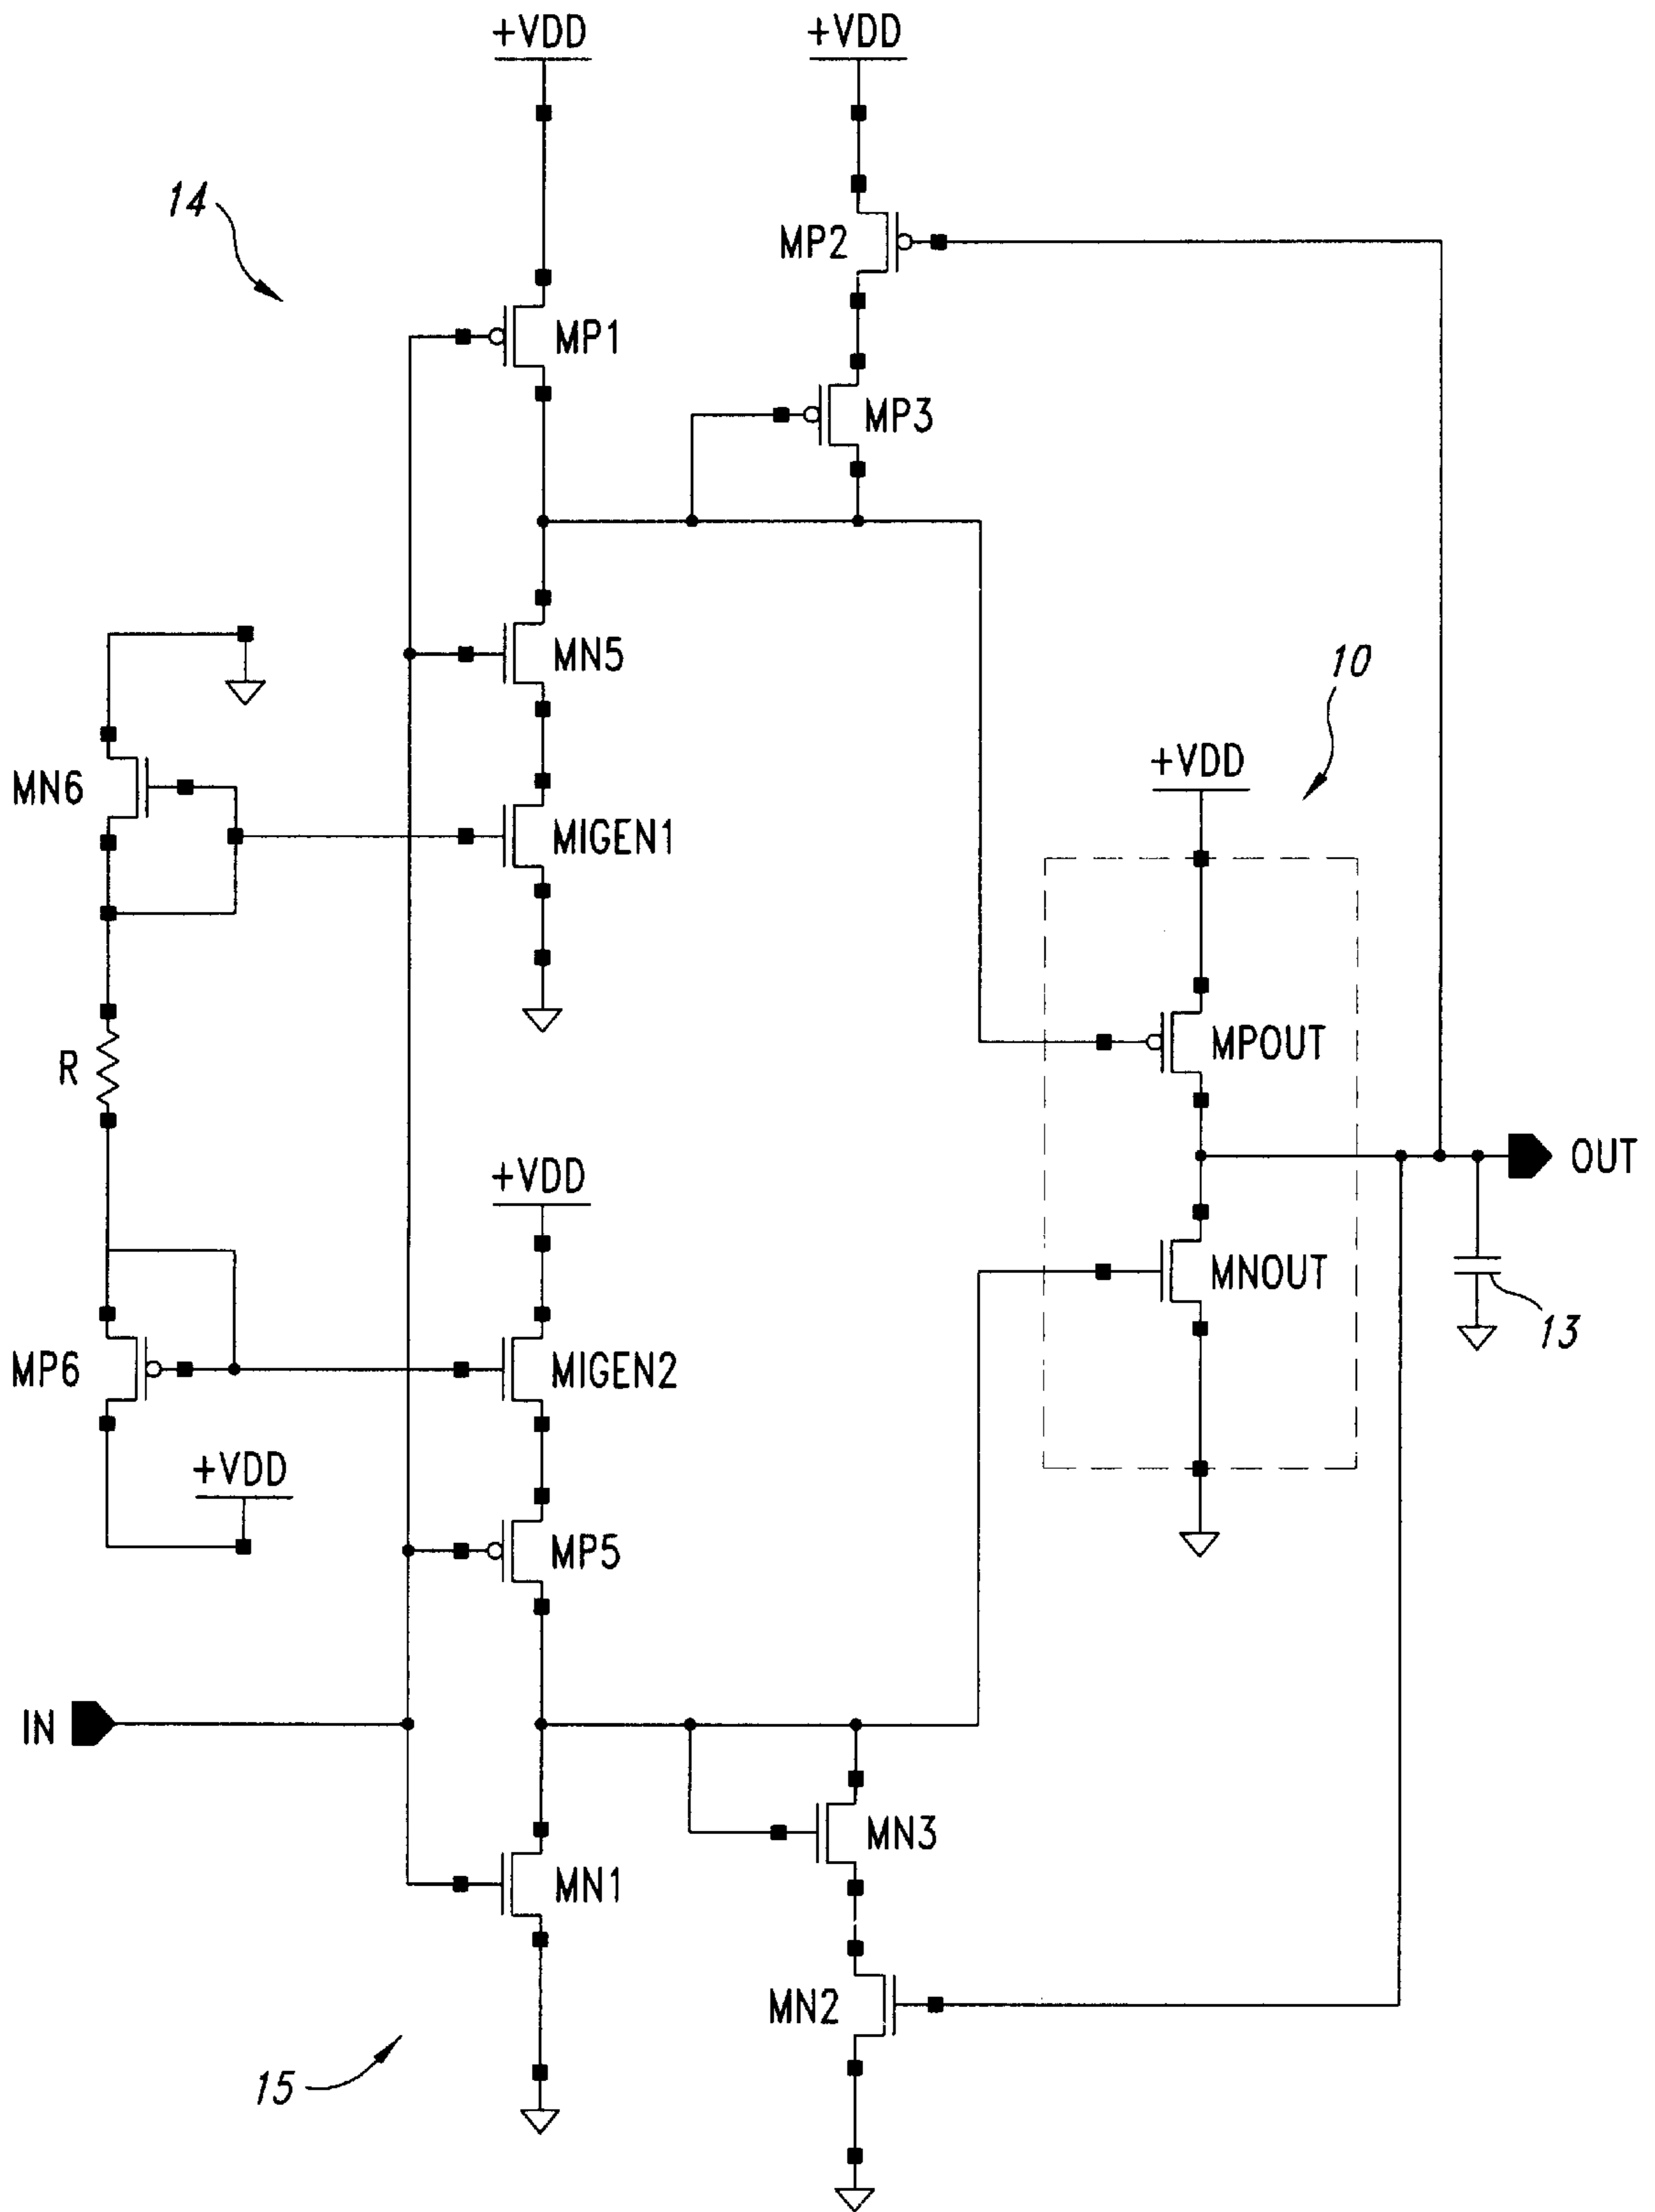 +VDD +VDD
14
MP2
MP1
MP3
MN5
10
+VDD
MN6
MIGEN1
MPOUT
R
OUT
+VDD
MNOUT
13
MP6
MIGEN2
+VDD
MP5
IN
MN3
MN1
MN2
15